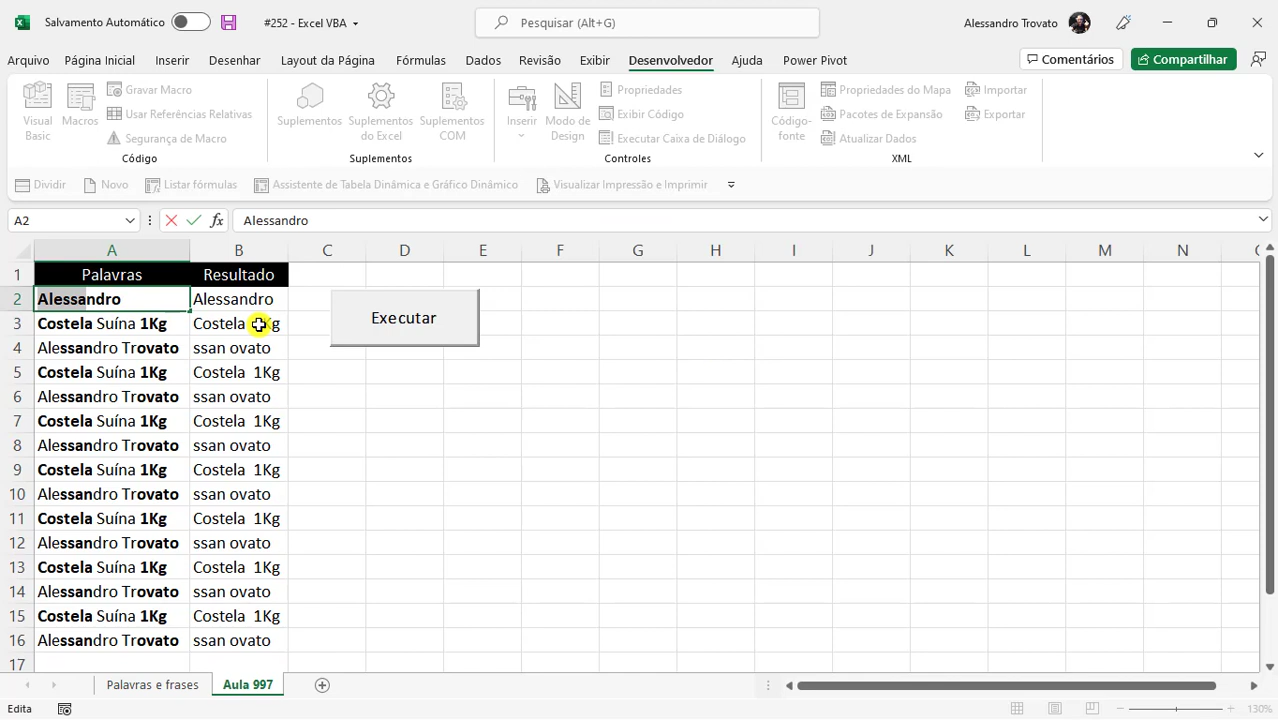 Salvamento Automático #252 - Excel VBA Pesquisar (Alt+G) Alessandro Trovato
Arquivo Página Inicial Inserir Desenhar Layout da Página Fórmulas Dados Revisão Exibir Desenvolvedor Ajuda Power Pivot Comentários Compartilhar
Visual Basic
Macros
Gravar Macro
Usar Referências Relativas
Segurança de Macro
Código
Suplementos
Suplementos do Excel
Suplementos COM
Suplementos
Inserir
Modo de Design
Propriedades
Exibir Código
Executar Caixa de Diálogo
Controles
Código-fonte
Propriedades do Mapa
Pacotes de Expansão
Atualizar Dados
Importar
Exportar
XML
Dividir Novo Listar fórmulas Assistente de Tabela Dinâmica e Gráfico Dinâmico Visualizar Impressão e Imprimir
A2 fx Alessandro
A B C D E F G H I J K L M N
1 Palavras Resultado
2 Alessandro Alessandro
3 Costela Suína 1Kg Costela Kg
Executar
4 Alessandro Trovato ssan ovato
5 Costela Suína 1Kg Costela 1Kg
6 Alessandro Trovato ssan ovato
7 Costela Suína 1Kg Costela 1Kg
8 Alessandro Trovato ssan ovato
9 Costela Suína 1Kg Costela 1Kg
10 Alessandro Trovato ssan ovato
11 Costela Suína 1Kg Costela 1Kg
12 Alessandro Trovato ssan ovato
13 Costela Suína 1Kg Costela 1Kg
14 Alessandro Trovato ssan ovato
15 Costela Suína 1Kg Costela 1Kg
16 Alessandro Trovato ssan ovato
17
Palavras e frases Aula 997
Edita 130%